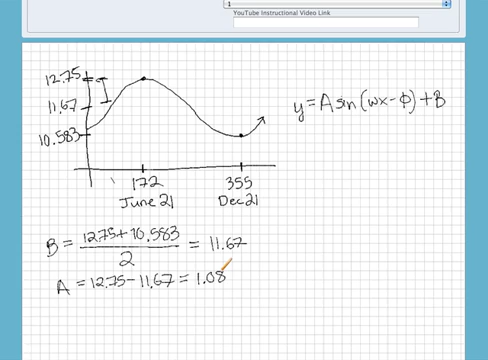 1
YouTube Instructional Video Link
12.75
11.67
10.583
y = A sin (wx - φ) + B
172
355
June 21
Dec 21
B = 12.75 + 10.583 / 2 = 11.67
A = 12.75 - 11.67 = 1.08